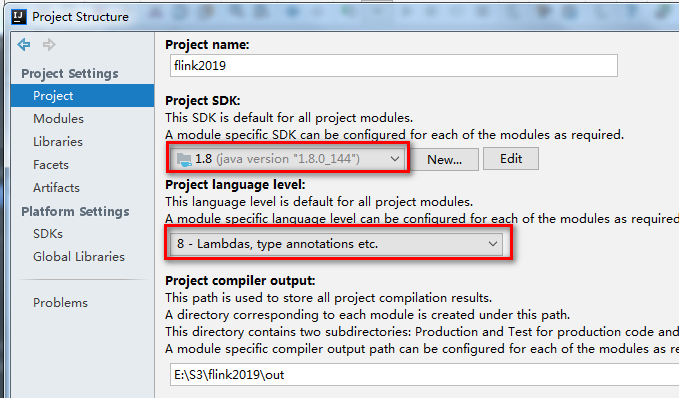 IJ Project Structure
Project Settings
Project
Modules
Libraries
Facets
Artifacts
Platform Settings
SDKs
Global Libraries
Problems
Project name:
flink2019
Project SDK:
This SDK is default for all project modules.
A module specific SDK can be configured for each of the modules as required.
1.8 (java version "1.8.0_144")
New...
Edit
Project language level:
This language level is default for all project modules.
A module specific language level can be configured for each of the modules as required
8 - Lambdas, type annotations etc.
Project compiler output:
This path is used to store all project compilation results.
A directory corresponding to each module is created under this path.
This directory contains two subdirectories: Production and Test for production code and
A module specific compiler output path can be configured for each of the modules as re
E:\S3\flink2019\out